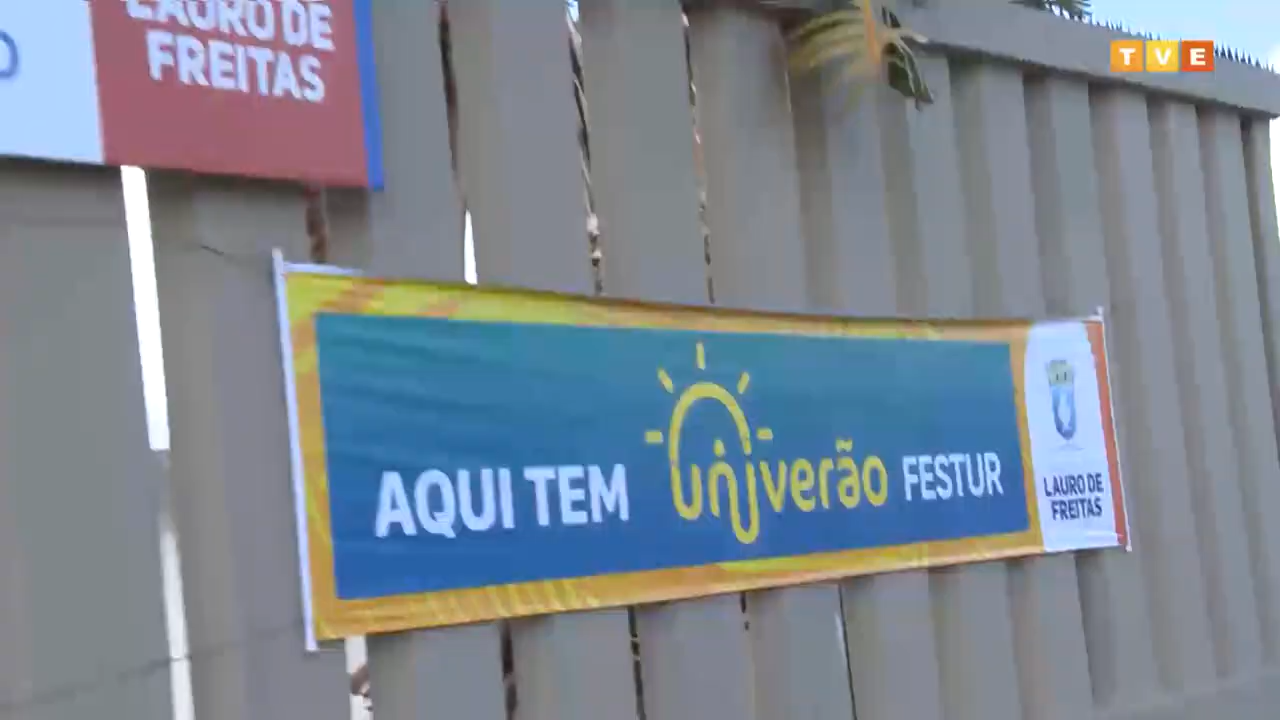 LAURO DE
FREITAS
TVE
AQUI TEM univerão FESTUR
LAURO DE
FREITAS